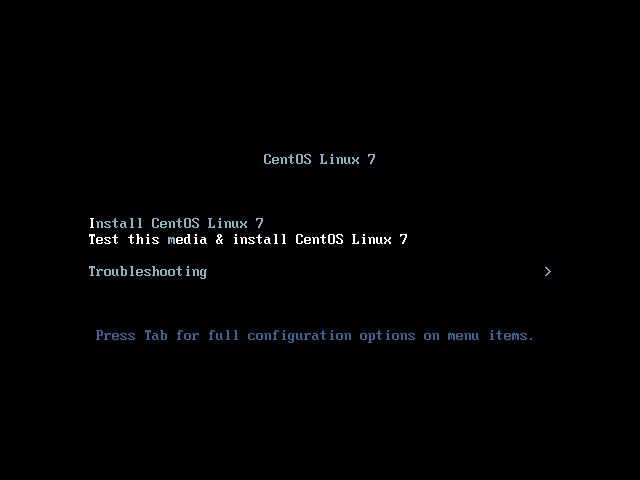 CentOS Linux 7
Install CentOS Linux 7
Test this media & install CentOS Linux 7
Troubleshooting >
Press Tab for full configuration options on menu items.